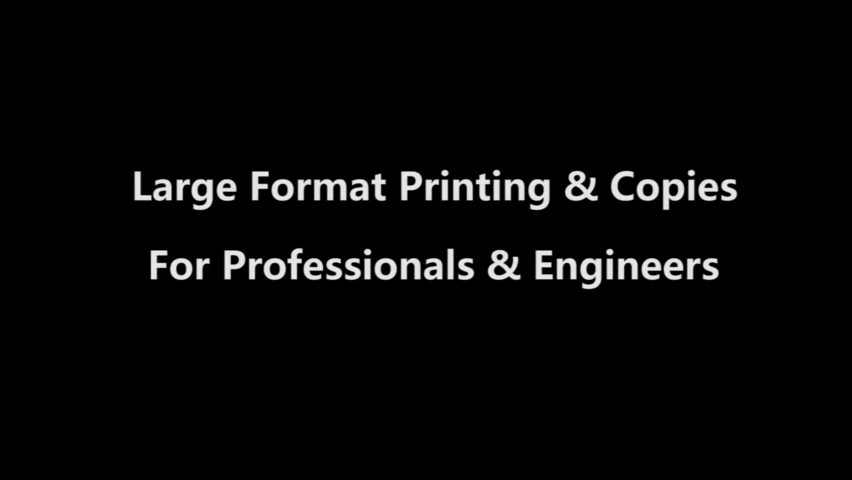 Large Format Printing & Copies
For Professionals & Engineers